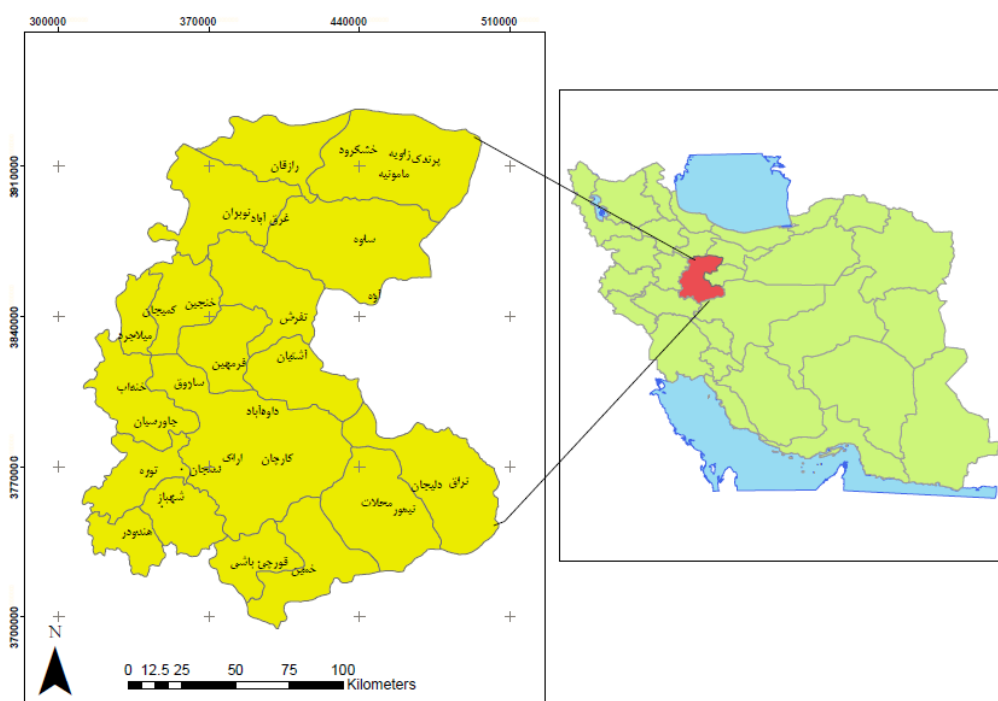 300000 370000 440000 510000
3910000
3840000
3770000
3700000
خشکرود
زاویه
پرندک
مامونیه
رازقان
نوبران
غرق آباد
ساوه
آوه
خنجین
کمیجان
میلاجرد
تفرش
آشتیان
فرمهین
ساروق
خنداب
داودآباد
جاورسیان
کارچان
اراک
توره
شهباز
هندودر
نراق
دلیجان
نیمور
محلات
قورچی باشی
خمین
N
0 12.5 25 50 75 100
Kilometers